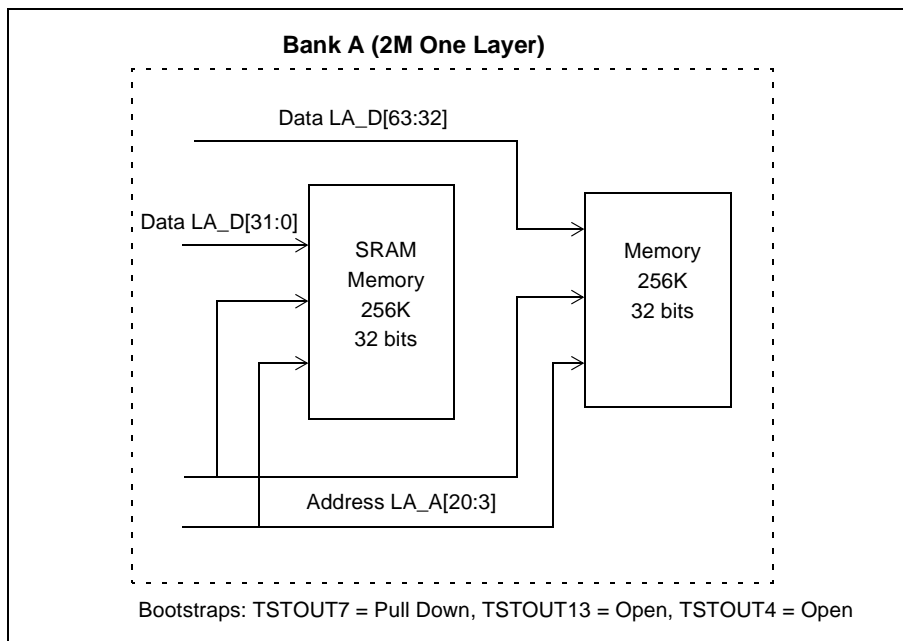 Bank A (2M One Layer)
Data LA_D[63:32]
Data LA_D[31:0]
SRAM
Memory
256K
32 bits
Memory
256K
32 bits
Address LA_A[20:3]
Bootstraps: TSTOUT7 = Pull Down, TSTOUT13 = Open, TSTOUT4 = Open